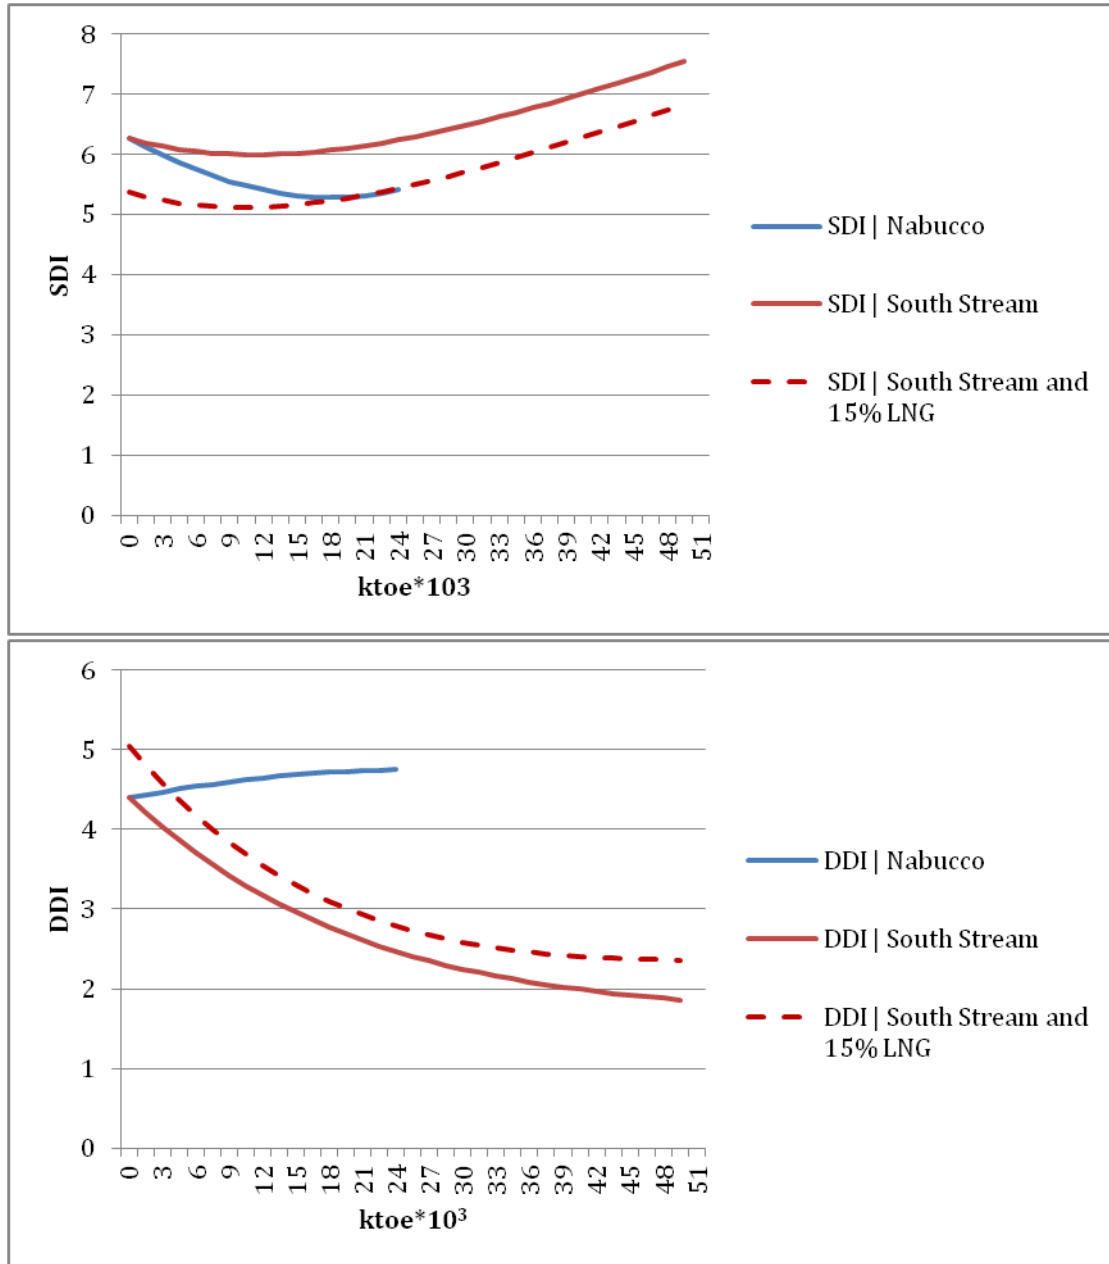 8
7
6
5
4
3
2
1
0
SDI
0 3 6 9 12 15 18 21 24 27 30 33 36 39 42 45 48 51
ktoe*103
SDI | Nabucco
SDI | South Stream
SDI | South Stream and
15% LNG
6
5
4
3
2
1
0
DDI
0 3 6 9 12 15 18 21 24 27 30 33 36 39 42 45 48 51
ktoe*10³
DDI | Nabucco
DDI | South Stream
DDI | South Stream and
15% LNG